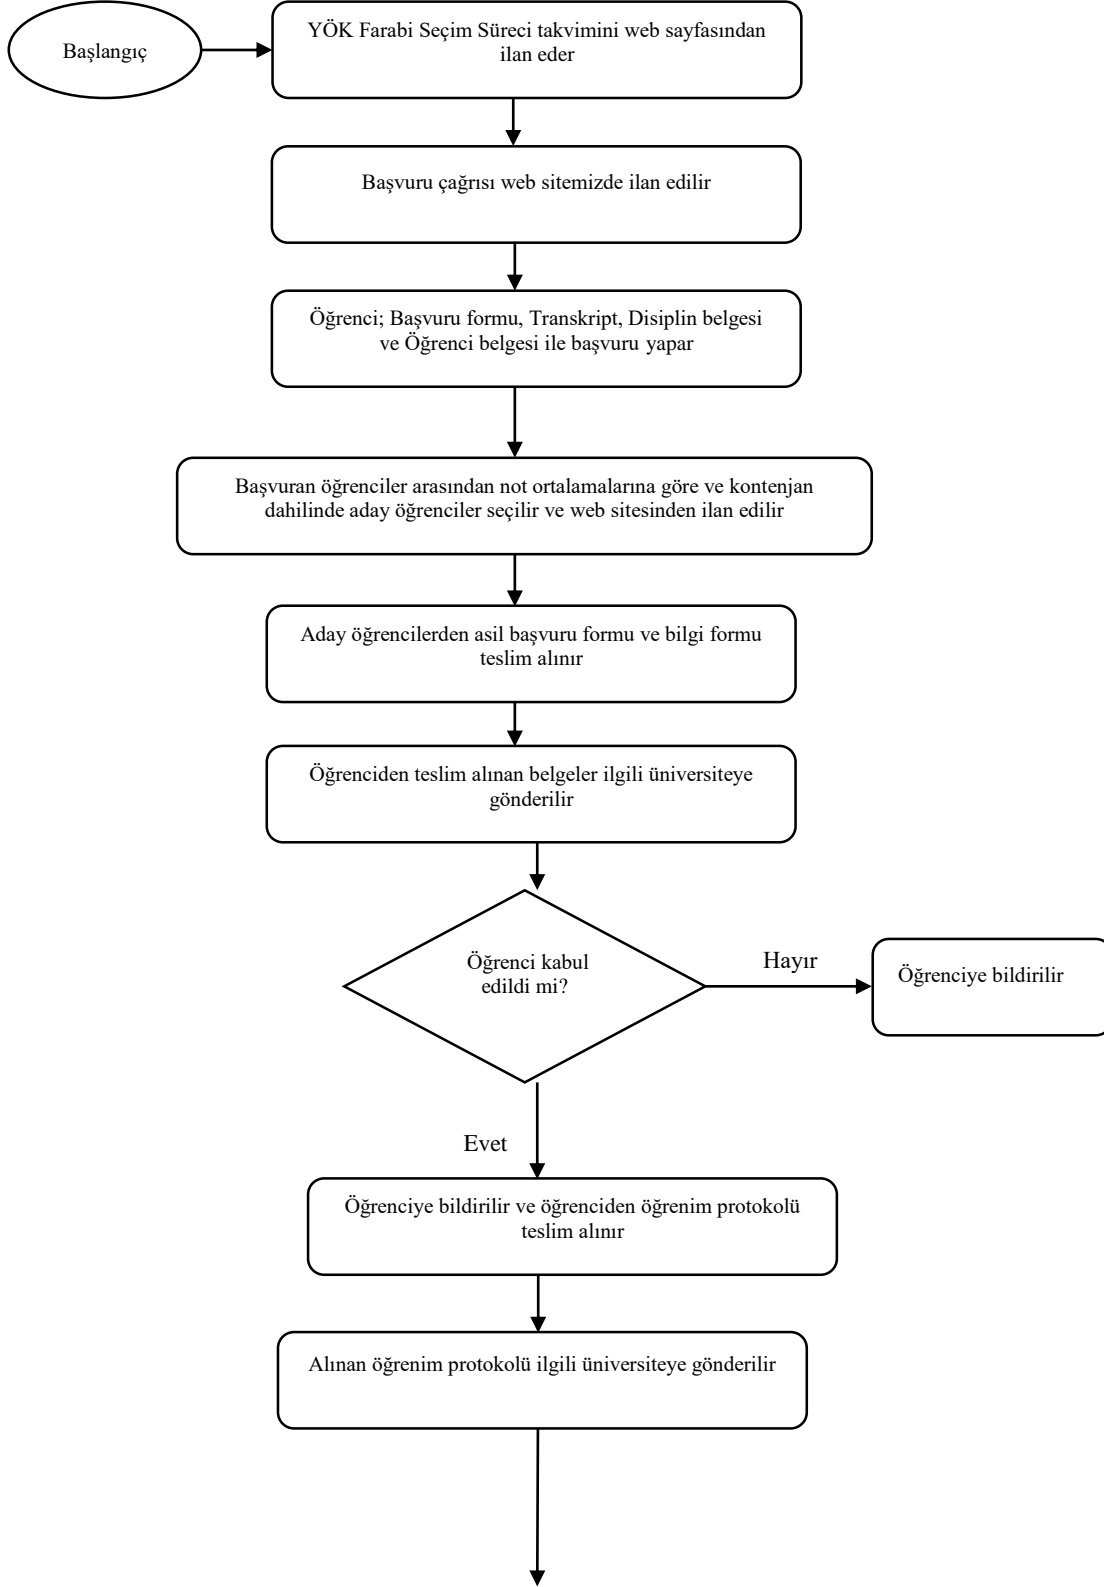 Başlangıç
YÖK Farabi Seçim Süreci takvimini web sayfasından
ilan eder
Başvuru çağrısı web sitemizde ilan edilir
Öğrenci; Başvuru formu, Transkript, Disiplin belgesi
ve Öğrenci belgesi ile başvuru yapar
Başvuran öğrenciler arasından not ortalamalarına göre ve kontenjan
dahilinde aday öğrenciler seçilir ve web sitesinden ilan edilir
Aday öğrencilerden asil başvuru formu ve bilgi formu
teslim alınır
Öğrenciden teslim alınan belgeler ilgili üniversiteye
gönderilir
Öğrenci kabul
edildi mi?
Hayır
Öğrenciye bildirilir
Evet
Öğrenciye bildirilir ve öğrenciden öğrenim protokolü
teslim alınır
Alınan öğrenim protokolü ilgili üniversiteye gönderilir